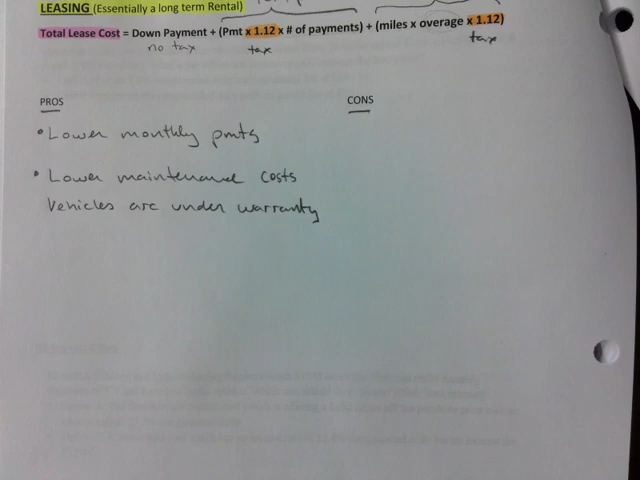 LEASING (Essentially a long term Rental)
Total Lease Cost = Down Payment + (Pmt x 1.12 x # of payments) + (miles x overage x 1.12)
no tax tax tax
PROS CONS
• Lower monthly pmts
• Lower maintenance costs
Vehicles are under warranty